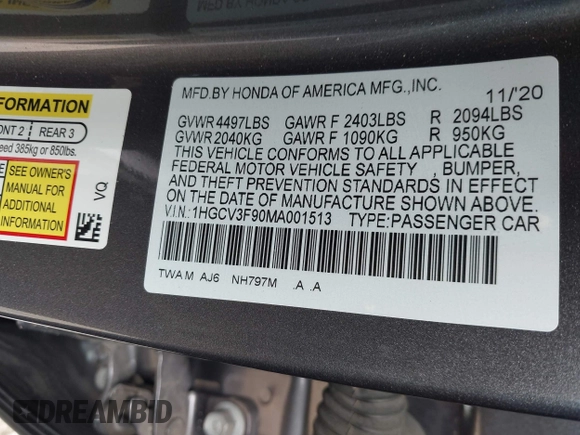 MFD.BY HONDA OF AMERICA MFG.,INC. 11/'20
GVWR 4497LBS GAWR F 2403LBS R 2094LBS
GVWR 2040KG GAWR F 1090KG R 950KG
THIS VEHICLE CONFORMS TO ALL APPLICABLE
FEDERAL MOTOR VEHICLE SAFETY , BUMPER,
AND THEFT PREVENTION STANDARDS IN EFFECT
ON THE DATE OF MANUFACTURE SHOWN ABOVE.
V.I.N.:1HGCV3F90MA001513 TYPE:PASSENGER CAR
TWA M AJ6 NH797M .A .A
FORMATION
ONT 2 REAR 3
eed 385kg or 850lbs.
SEE OWNER'S
MANUAL FOR
ADDITIONAL
INFORMATION
VQ
DREAMBID